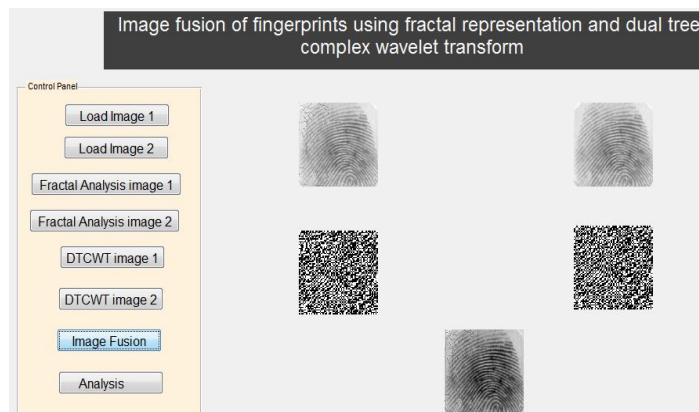 Image fusion of fingerprints using fractal representation and dual tree
complex wavelet transform
Control Panel
Load Image 1
Load Image 2
Fractal Analysis image 1
Fractal Analysis image 2
DTCWT image 1
DTCWT image 2
Image Fusion
Analysis